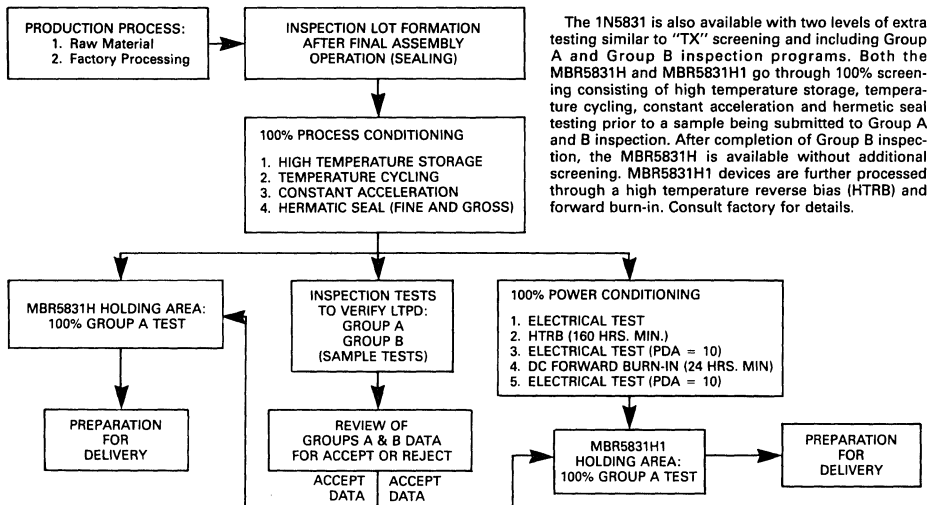 PRODUCTION PROCESS:
1. Raw Material
2. Factory Processing
INSPECTION LOT FORMATION
AFTER FINAL ASSEMBLY
OPERATION (SEALING)
The 1N5831 is also available with two levels of extra
testing similar to “TX” screening and including Group
A and Group B inspection programs. Both the
MBR5831H and MBR5831H1 go through 100% screen-
ing consisting of high temperature storage, tempera-
ture cycling, constant acceleration and hermetic seal
testing prior to a sample being submitted to Group A
and B inspection. After completion of Group B inspec-
tion, the MBR5831H is available without additional
screening. MBR5831H1 devices are further processed
through a high temperature reverse bias (HTRB) and
forward burn-in. Consult factory for details.
100% PROCESS CONDITIONING
1. HIGH TEMPERATURE STORAGE
2. TEMPERATURE CYCLING
3. CONSTANT ACCELERATION
4. HERMATIC SEAL (FINE AND GROSS)
MBR5831H HOLDING AREA:
100% GROUP A TEST
INSPECTION TESTS
TO VERIFY LTPD:
GROUP A
GROUP B
(SAMPLE TESTS)
100% POWER CONDITIONING
1. ELECTRICAL TEST
2. HTRB (160 HRS. MIN.)
3. ELECTRICAL TEST (PDA = 10)
4. DC FORWARD BURN-IN (24 HRS. MIN)
5. ELECTRICAL TEST (PDA = 10)
PREPARATION
FOR
DELIVERY
REVIEW OF
GROUPS A & B DATA
FOR ACCEPT OR REJECT
MBR5831H1
HOLDING AREA:
100% GROUP A TEST
PREPARATION
FOR
DELIVERY
ACCEPT
DATA
ACCEPT
DATA